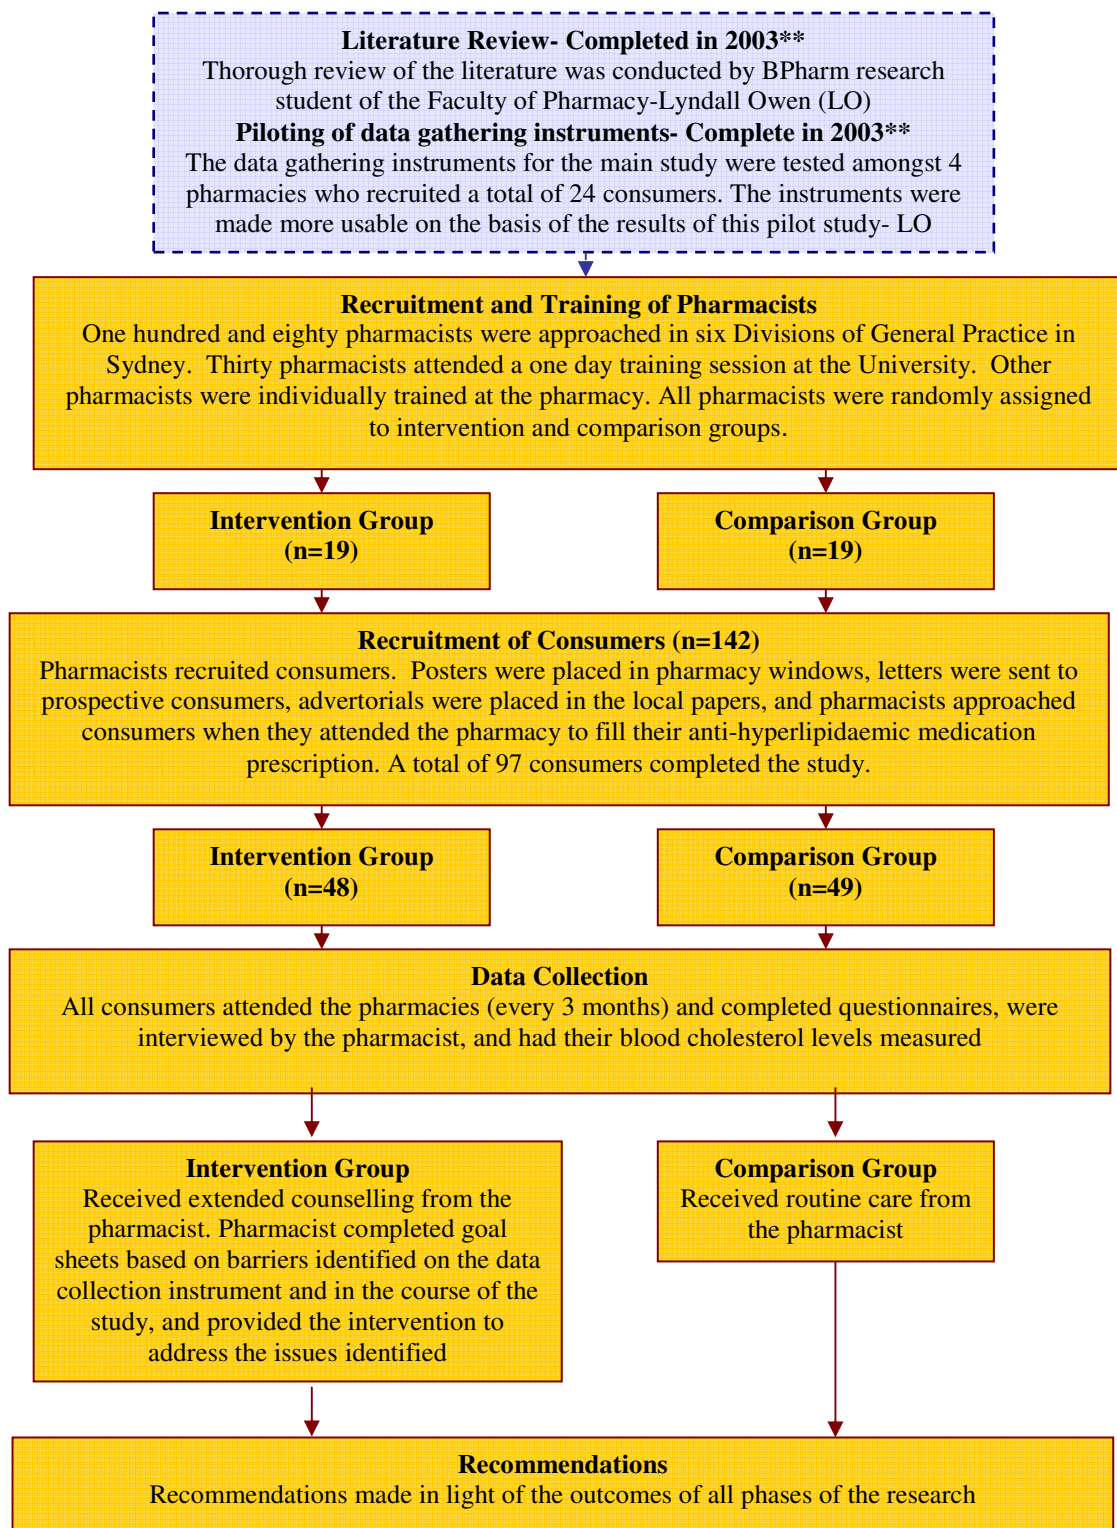 Literature Review- Completed in 2003**
Thorough review of the literature was conducted by BPharm research
student of the Faculty of Pharmacy-Lyndall Owen (LO)
Piloting of data gathering instruments- Complete in 2003**
The data gathering instruments for the main study were tested amongst 4
pharmacies who recruited a total of 24 consumers. The instruments were
made more usable on the basis of the results of this pilot study- LO
Recruitment and Training of Pharmacists
One hundred and eighty pharmacists were approached in six Divisions of General Practice in
Sydney. Thirty pharmacists attended a one day training session at the University. Other
pharmacists were individually trained at the pharmacy. All pharmacists were randomly assigned
to intervention and comparison groups.
Intervention Group
(n=19)
Comparison Group
(n=19)
Recruitment of Consumers (n=142)
Pharmacists recruited consumers. Posters were placed in pharmacy windows, letters were sent to
prospective consumers, advertorials were placed in the local papers, and pharmacists approached
consumers when they attended the pharmacy to fill their anti-hyperlipidaemic medication
prescription. A total of 97 consumers completed the study.
Intervention Group
(n=48)
Comparison Group
(n=49)
Data Collection
All consumers attended the pharmacies (every 3 months) and completed questionnaires, were
interviewed by the pharmacist, and had their blood cholesterol levels measured
Intervention Group
Received extended counselling from the
pharmacist. Pharmacist completed goal
sheets based on barriers identified on the data
collection instrument and in the course of the
study, and provided the intervention to
address the issues identified
Comparison Group
Received routine care from
the pharmacist
Recommendations
Recommendations made in light of the outcomes of all phases of the research